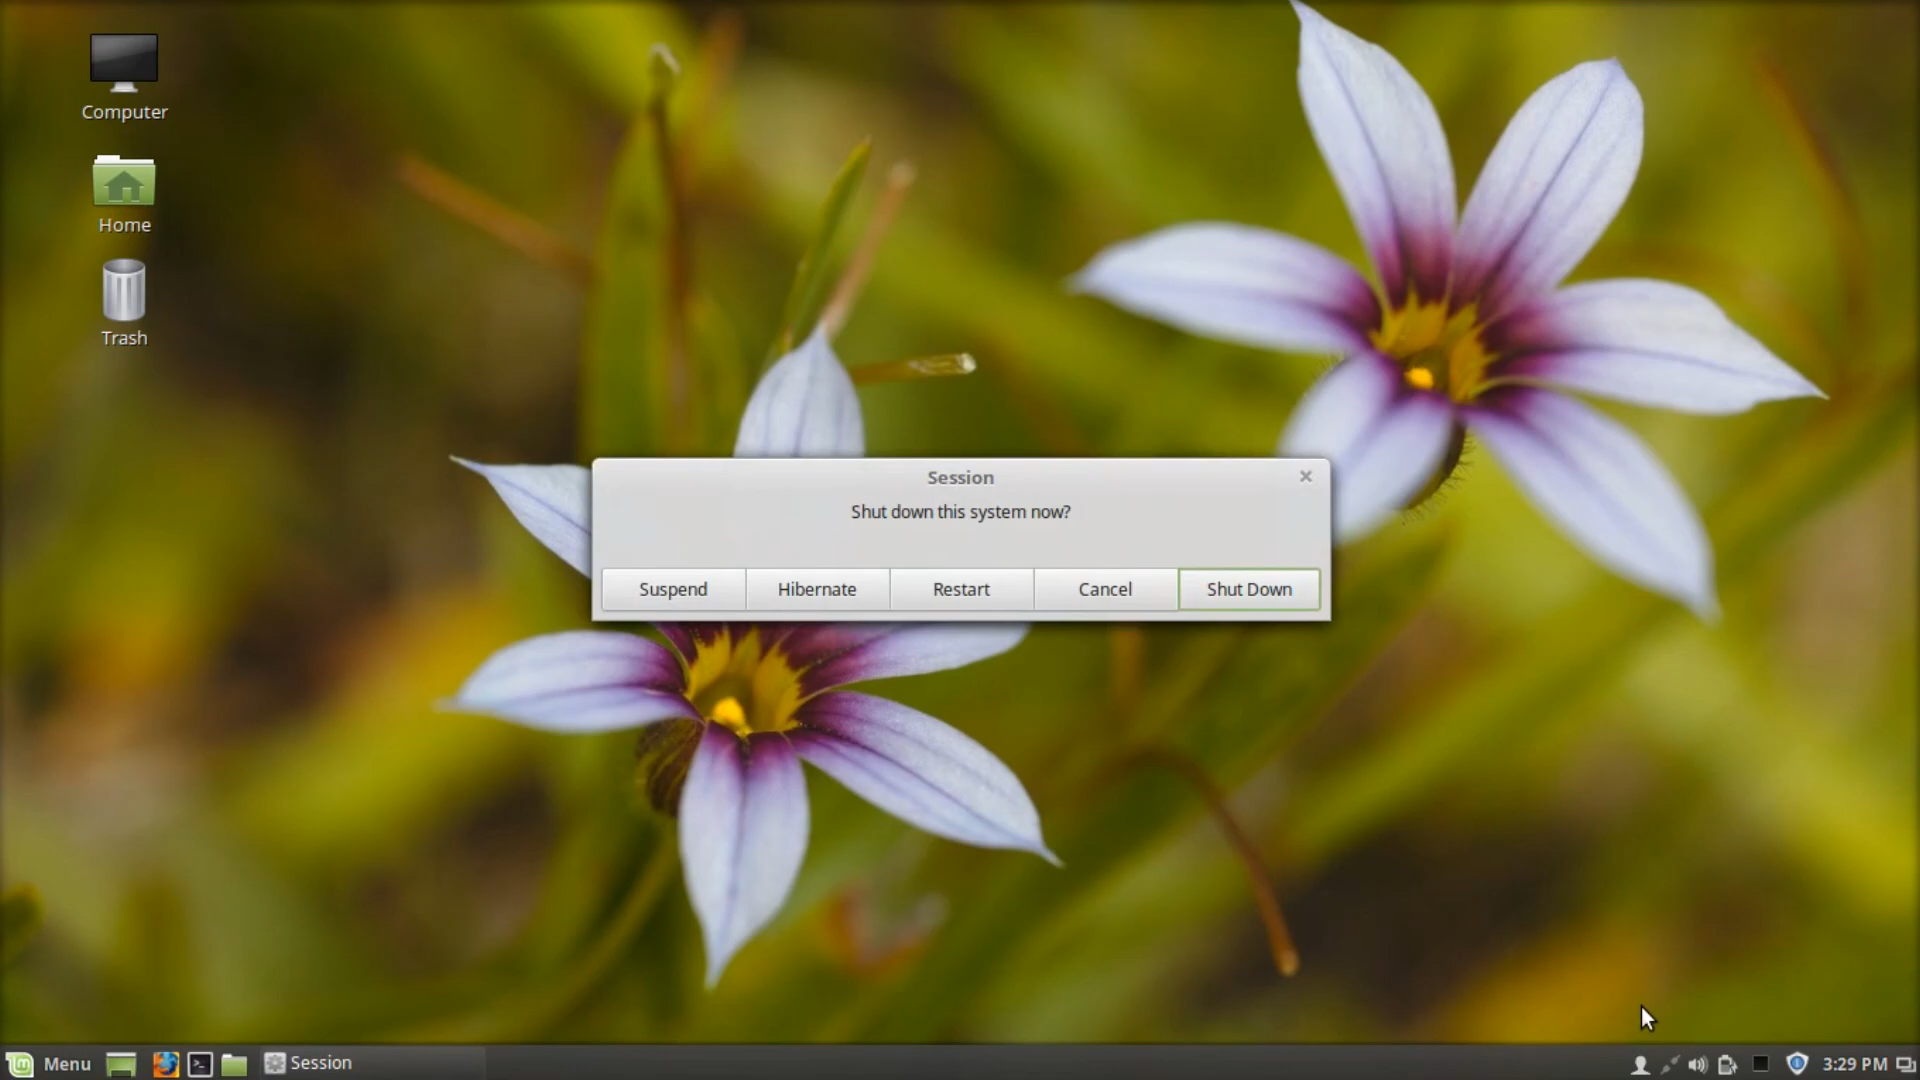 Computer
Home
Trash
Session
Shut down this system now?
Suspend Hibernate Restart Cancel Shut Down
Menu Session 3:29 PM